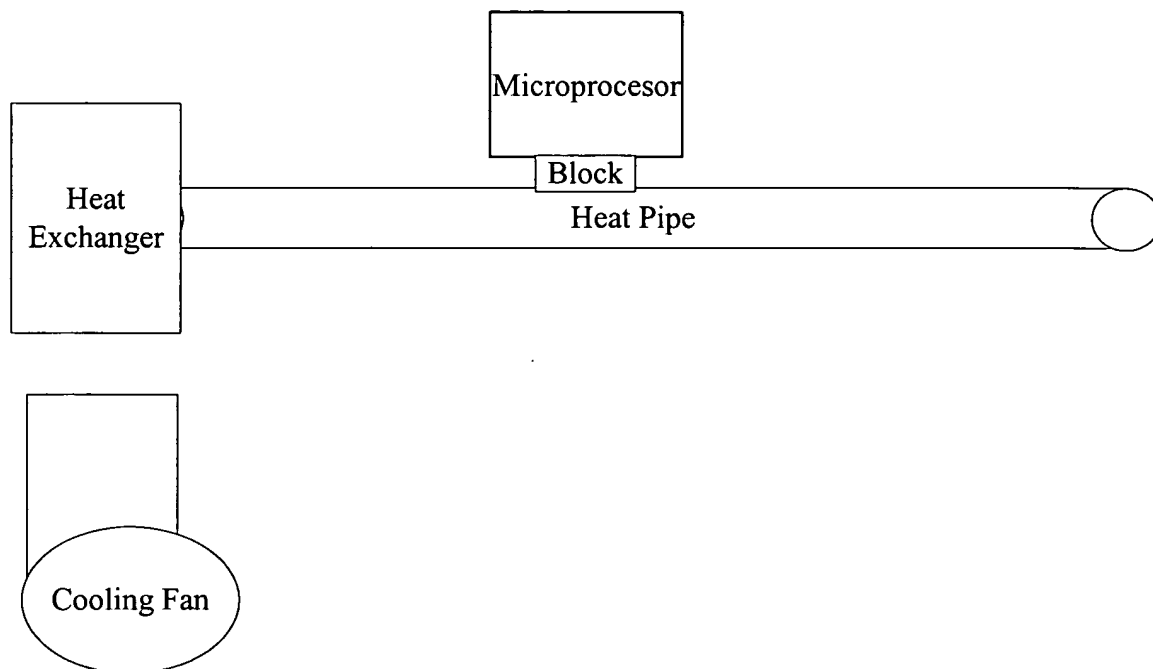 Microprocesor
Block
Heat
Exchanger
Heat Pipe
Cooling Fan